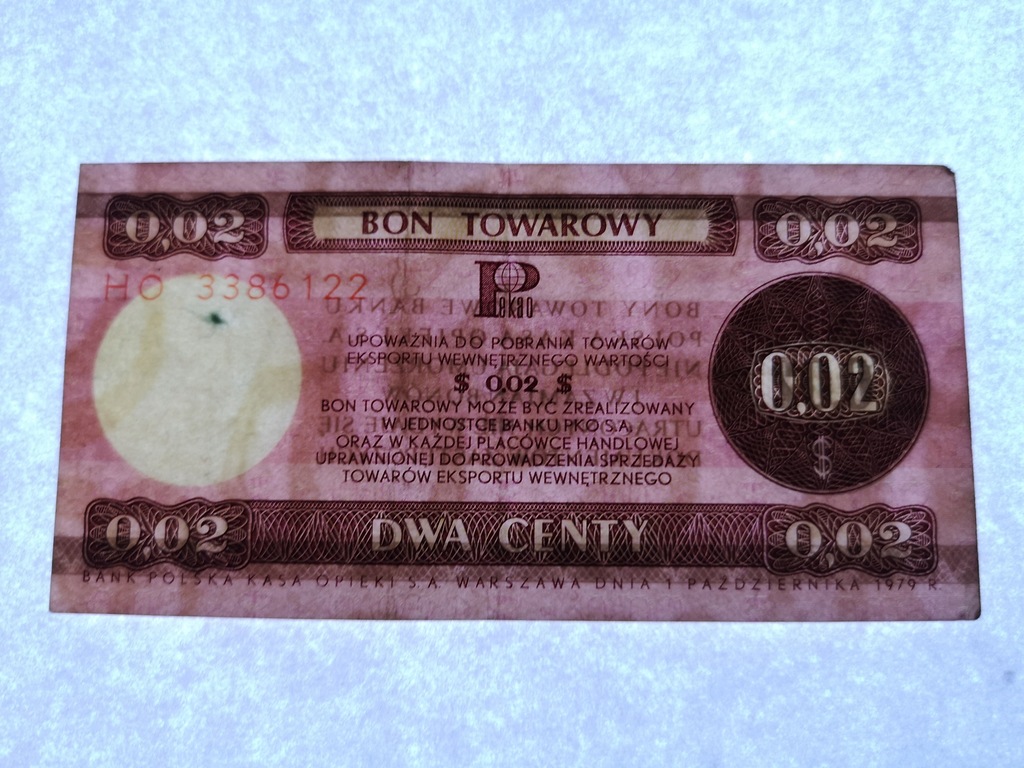 0,02 BON TOWAROWY 0,02
HO 3386122
Pekao
UPOWAŻNIA DO POBRANIA TOWARÓW
EKSPORTU WEWNĘTRZNEGO WARTOŚCI
$ 0,02 $
BON TOWAROWY MOŻE BYĆ ZREALIZOWANY
W JEDNOSTCE BANKU PKO S.A.
ORAZ W KAŻDEJ PLACÓWCE HANDLOWEJ
UPRAWNIONEJ DO PROWADZENIA SPRZEDAŻY
TOWARÓW EKSPORTU WEWNĘTRZNEGO
0,02
$
0,02 DWA CENTY 0,02
BANK POLSKA KASA OPIEKI S.A. WARSZAWA DNIA 1 PAŹDZIERNIKA 1979 R.